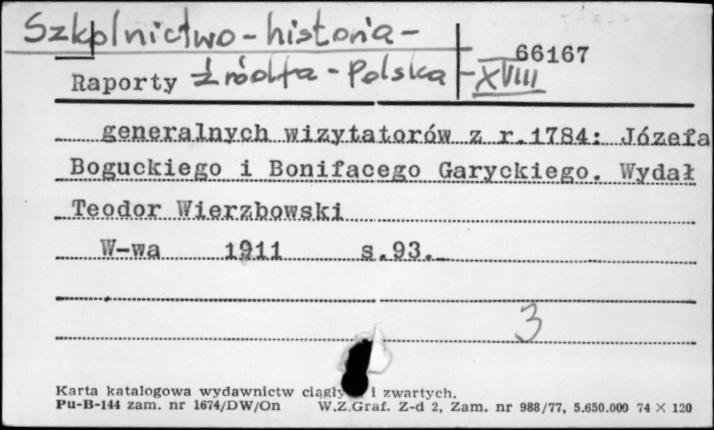 Szkolnictwo - historia -
źródła - Polska - XVIII
66167
Raporty
generalnych wizytatorów z r.1784: Józefa
Boguckiego i Bonifacego Garyckiego. Wydał
Teodor Wierzbowski
W-wa 1911 s.93.
3
Karta katalogowa wydawnictw ciągły i zwartych.
Pu-B-144 zam. nr 1674/DW/On W.Z.Graf. Z-d 2, Zam. nr 988/77, 5.650.000 74 × 120